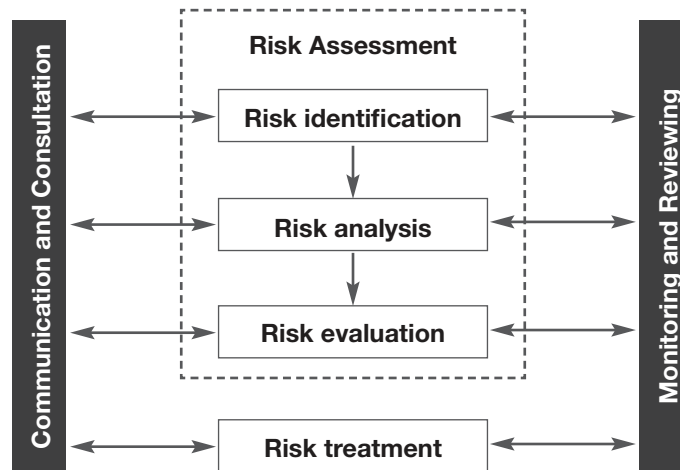 Risk Assessment
Communication and Consultation
Risk identification
Risk analysis
Risk evaluation
Risk treatment
Monitoring and Reviewing